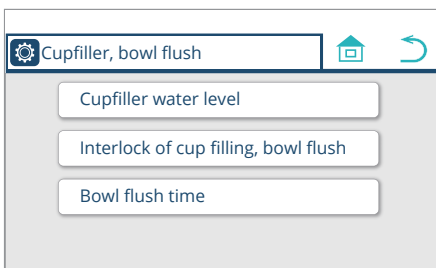 Cupfiller, bowl flush
Cupfiller water level
Interlock of cup filling, bowl flush
Bowl flush time